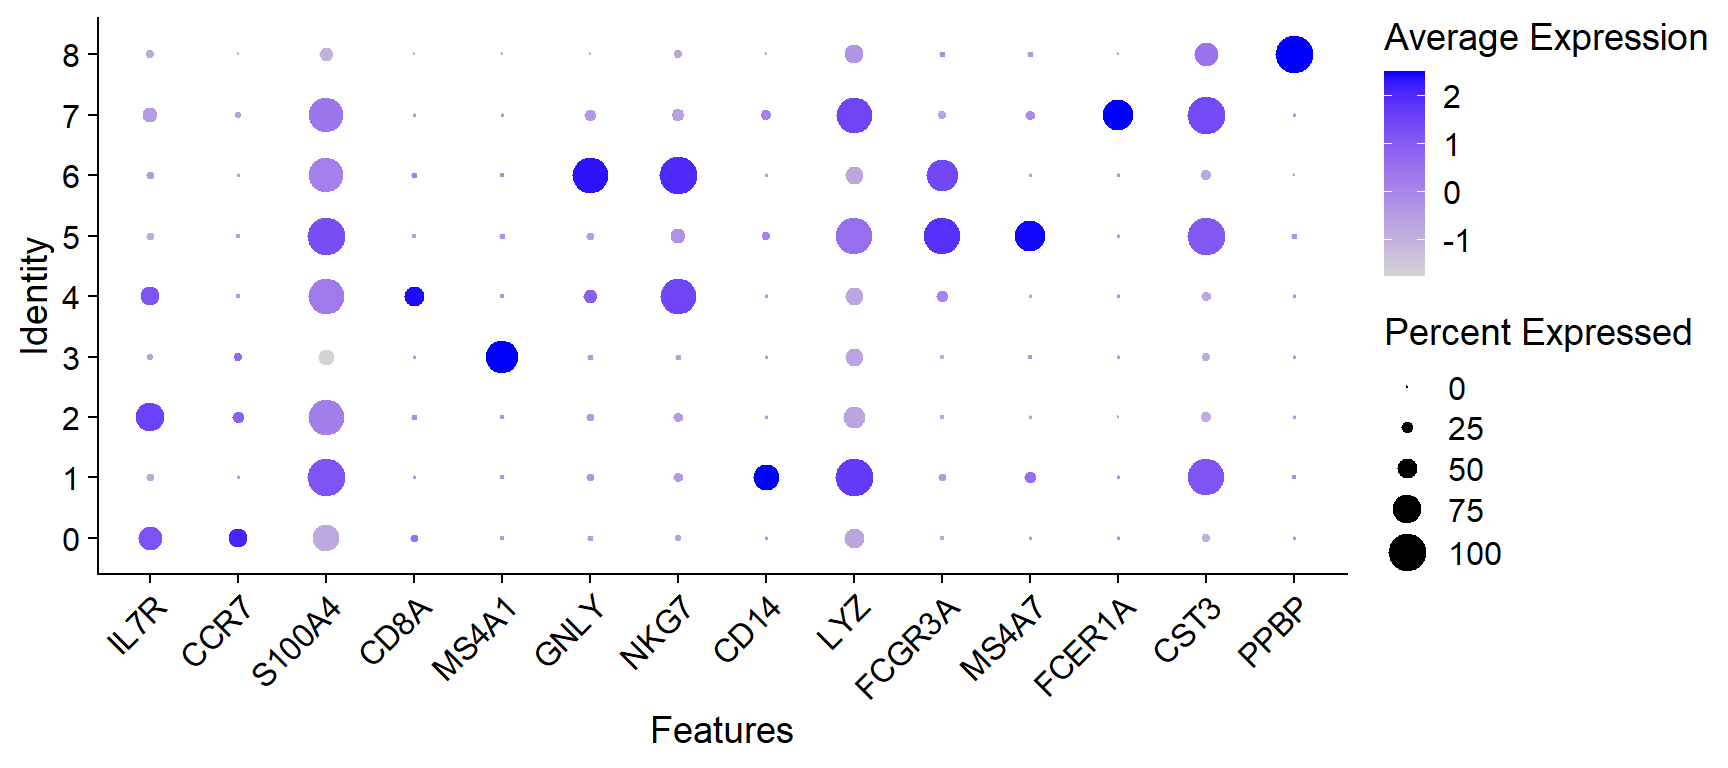 8
7
6
5
4
3
2
1
0
Identity
IL7R
CCR7
S100A4
CD8A
MS4A1
GNLY
NKG7
CD14
LYZ
FCGR3A
MS4A7
FCER1A
CST3
PPBP
Features
Average Expression
2
1
0
-1
Percent Expressed
0
25
50
75
100